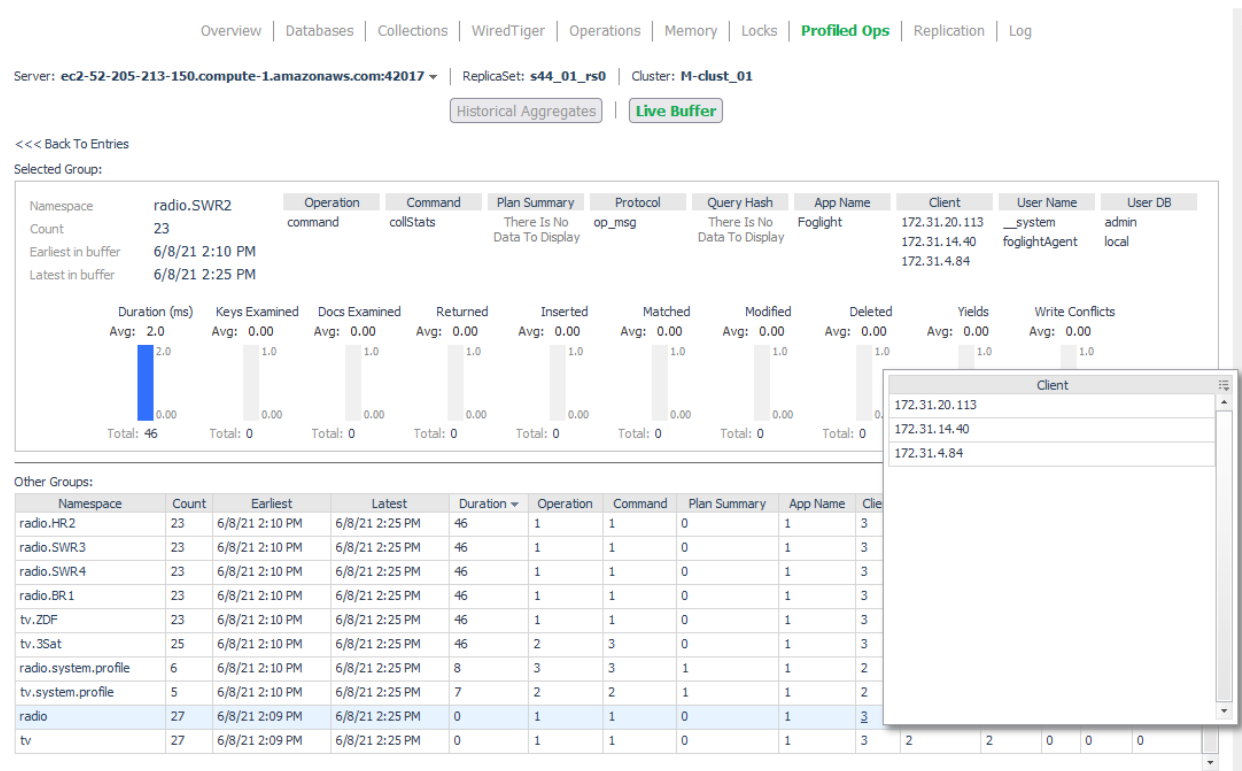 Overview | Databases | Collections | WiredTiger | Operations | Memory | Locks | Profiled Ops | Replication | Log
Server: ec2-52-205-213-150.compute-1.amazonaws.com:42017 | ReplicaSet: s44_01_rs0 | Cluster: M-clust_01
Historical Aggregates | Live Buffer
<<< Back To Entries
Selected Group:
Namespace radio.SWR2
Count 23
Earliest in buffer 6/8/21 2:10 PM
Latest in buffer 6/8/21 2:25 PM
Operation Command Plan Summary Protocol Query Hash App Name Client User Name User DB
command collStats There Is No op_msg There Is No Foglight 172.31.20.113 __system admin
Data To Display Data To Display 172.31.14.40 foglightAgent local
172.31.4.84
Duration (ms) Keys Examined Docs Examined Returned Inserted Matched Modified Deleted Yields Write Conflicts
Avg: 2.0 Avg: 0.00 Avg: 0.00 Avg: 0.00 Avg: 0.00 Avg: 0.00 Avg: 0.00 Avg: 0.00 Avg: 0.00 Avg: 0.00
2.0 1.0 1.0 1.0 1.0 1.0 1.0 1.0 1.0 1.0
0.00 0.00 0.00 0.00 0.00 0.00 0.00
Total: 46 Total: 0 Total: 0 Total: 0 Total: 0 Total: 0 Total: 0 Total: 0
Client
172.31.20.113
172.31.14.40
172.31.4.84
Other Groups:
Namespace Count Earliest Latest Duration Operation Command Plan Summary App Name
radio.HR2 23 6/8/21 2:10 PM 6/8/21 2:25 PM 46 1 1 0 1 3
radio.SWR3 23 6/8/21 2:10 PM 6/8/21 2:25 PM 46 1 1 0 1 3
radio.SWR4 23 6/8/21 2:10 PM 6/8/21 2:25 PM 46 1 1 0 1 3
radio.BR1 23 6/8/21 2:10 PM 6/8/21 2:25 PM 46 1 1 0 1 3
tv.ZDF 23 6/8/21 2:10 PM 6/8/21 2:25 PM 46 1 1 0 1 3
tv.3Sat 25 6/8/21 2:10 PM 6/8/21 2:25 PM 46 2 3 0 1 3
radio.system.profile 6 6/8/21 2:10 PM 6/8/21 2:25 PM 8 3 3 1 1 2
tv.system.profile 5 6/8/21 2:10 PM 6/8/21 2:25 PM 7 2 2 1 1 2
radio 27 6/8/21 2:09 PM 6/8/21 2:25 PM 0 1 1 0 1 3
tv 27 6/8/21 2:09 PM 6/8/21 2:25 PM 0 1 1 0 1 3 2 2 0 0 0